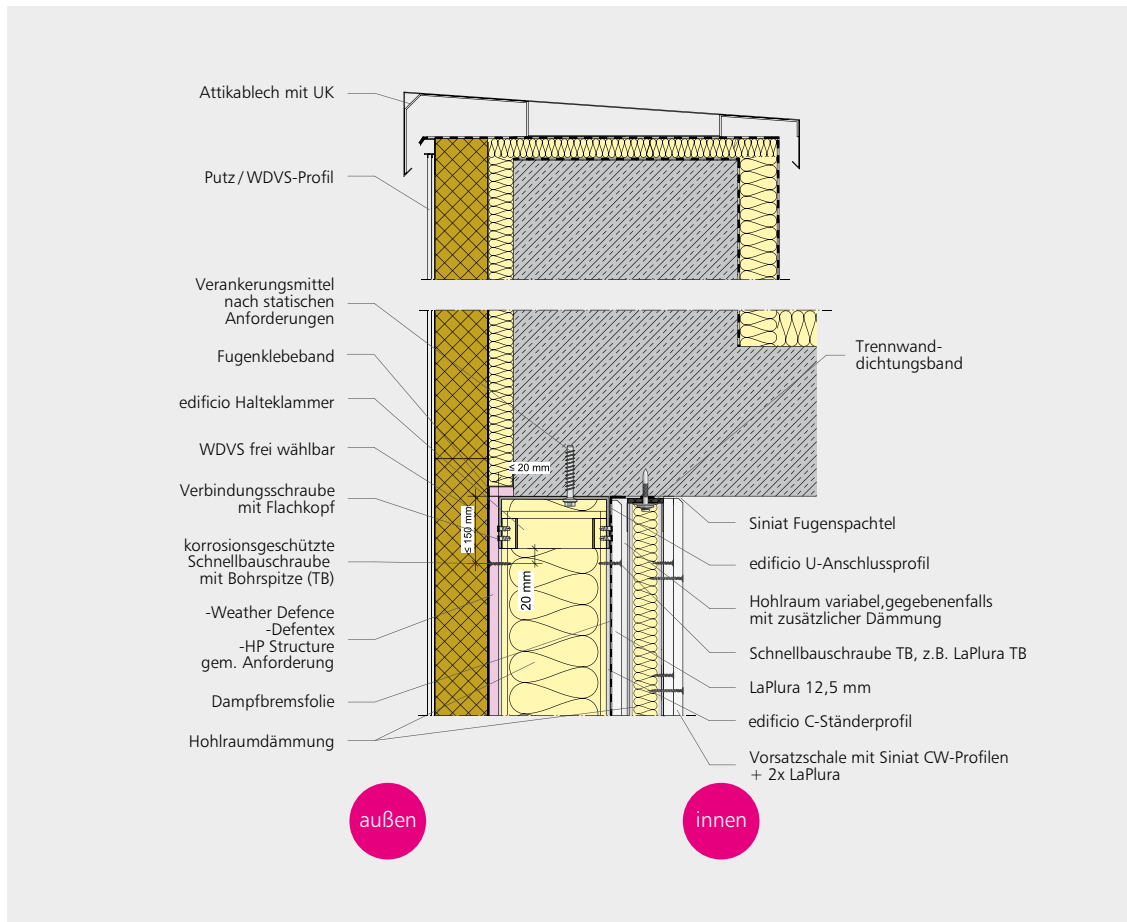 Attikablech mit UK
Putz / WDVS-Profil
Verankerungsmittel
nach statischen
Anforderungen
Fugenklebeband
edificio Halteklammer
WDVS frei wählbar
Verbindungsschraube
mit Flachkopf
korrosionsgeschützte
Schnellbauschraube
mit Bohrspitze (TB)
-Weather Defence
-Defentex
-HP Structure
gem. Anforderung
Dampfbremsfolie
Hohlraumdämmung
≤ 20 mm
≤ 150 mm
20 mm
Trennwand-
dichtungsband
Siniat Fugenspachtel
edificio U-Anschlussprofil
Hohlraum variabel,gegebenenfalls
mit zusätzlicher Dämmung
Schnellbauschraube TB, z.B. LaPlura TB
LaPlura 12,5 mm
edificio C-Ständerprofil
Vorsatzschale mit Siniat CW-Profilen
+ 2x LaPlura
außen
innen